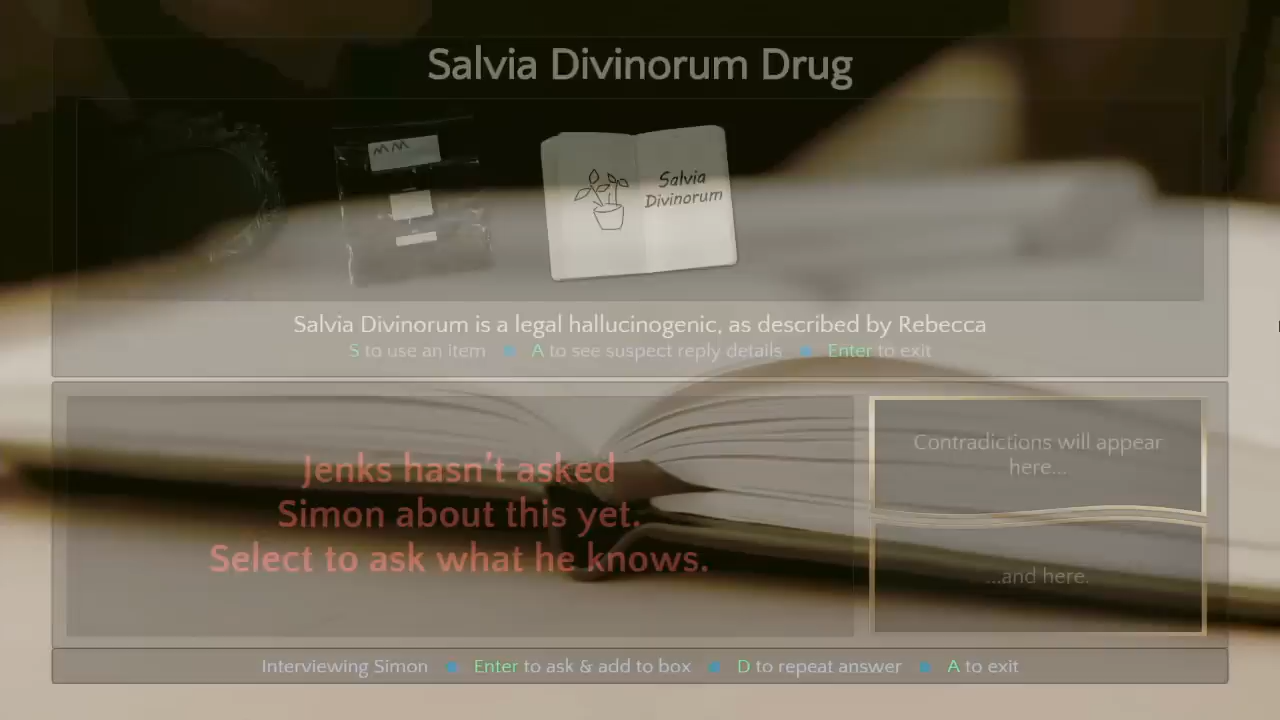 Salvia Divinorum Drug
MM
Salvia
Divinorum
Salvia Divinorum is a legal hallucinogenic, as described by Rebecca
S to use an item A to see suspect reply details Enter to exit
Jenks hasn't asked
Simon about this yet.
Select to ask what he knows.
Contradictions will appear
here...
...and here.
Interviewing Simon Enter to ask & add to box D to repeat answer A to exit